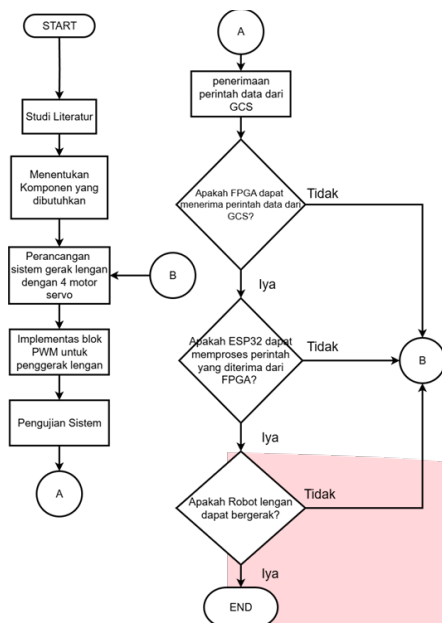 START
Studi Literatur
Menentukan
Komponen yang
dibutuhkan
Perancangan
sistem gerak lengan
dengan 4 motor
servo
B
Implementas blok
PWM untuk
penggerak lengan
Pengujian Sistem
A
A
penerimaan
perintah data dari
GCS
Apakah FPGA dapat
menerima perintah data dari
GCS?
Tidak
Iya
Apakah ESP32 dapat
memproses perintah
yang diterima dari
FPGA?
Tidak
B
Iya
Apakah Robot lengan
dapat bergerak?
Tidak
Iya
END